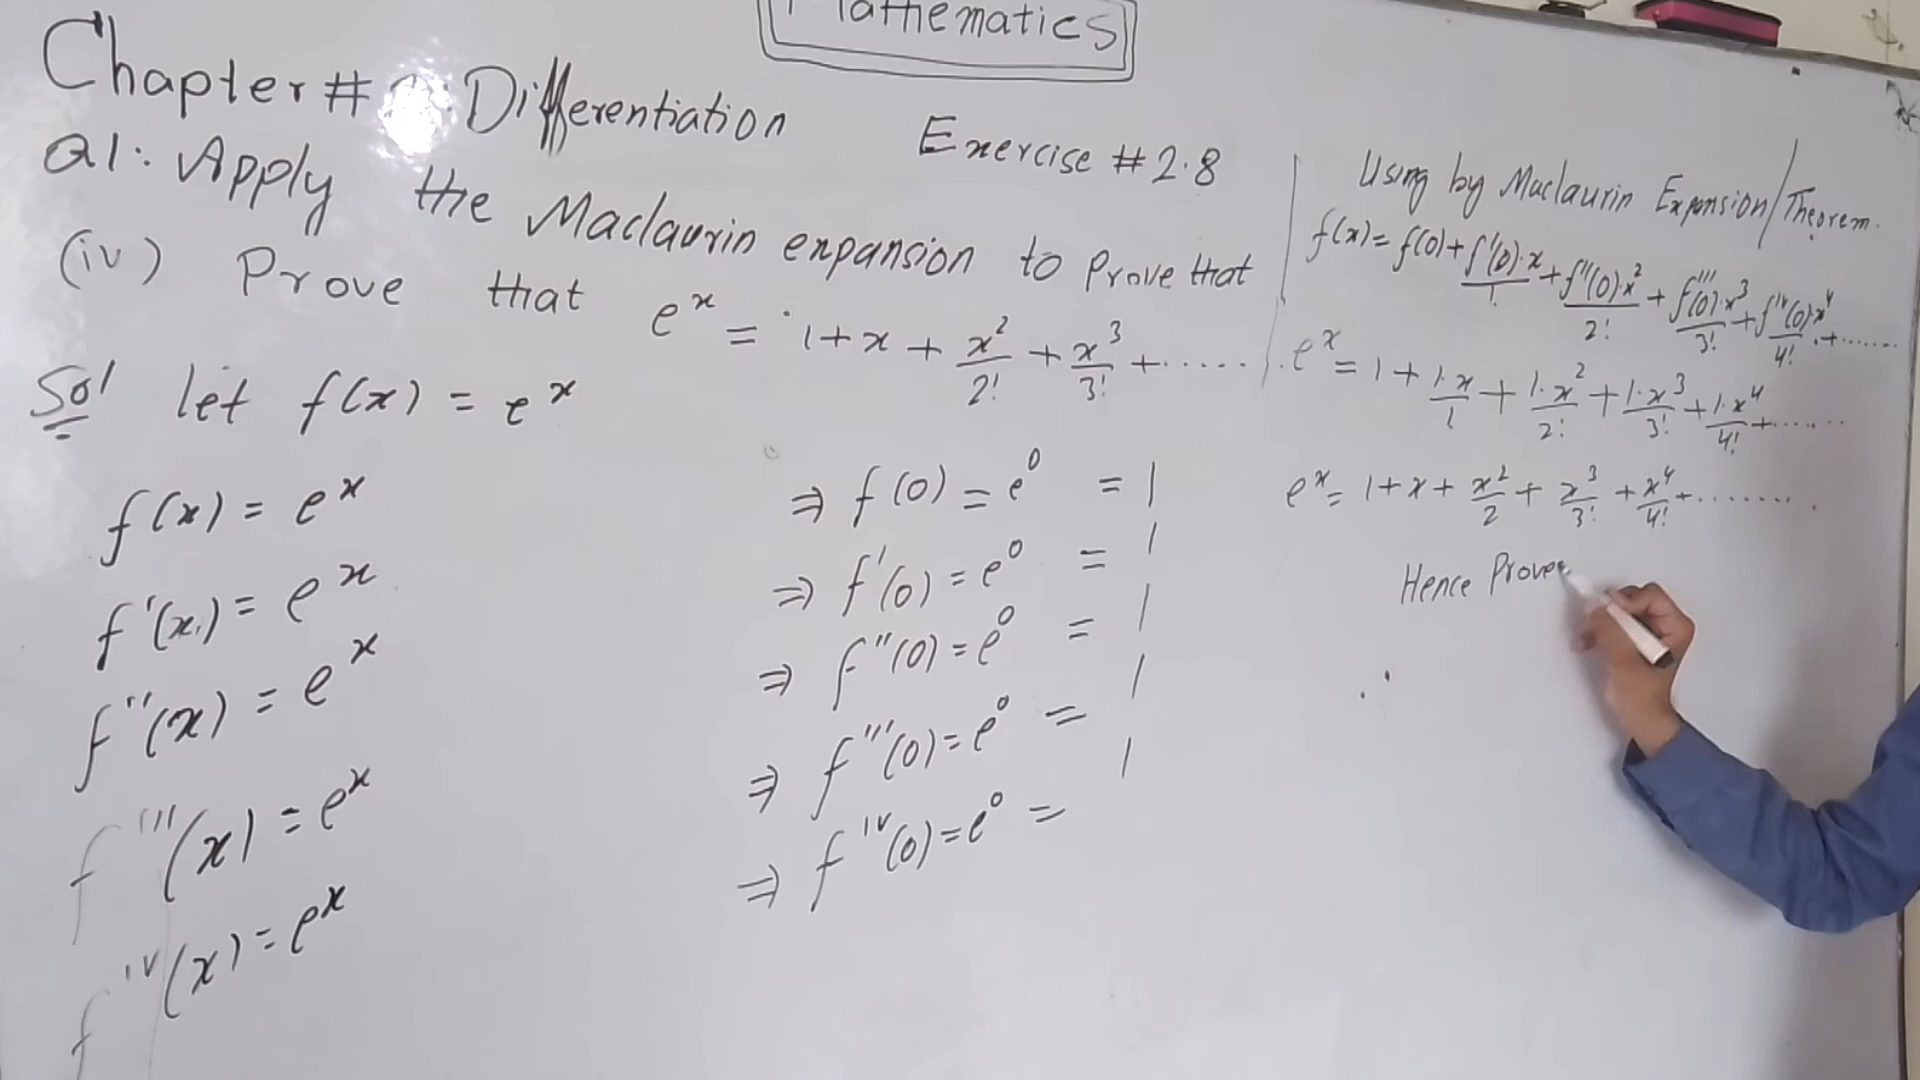 Mathematics
Chapter # : Differentiation
Exercise # 2.8
Q1: Apply the Maclaurin expansion to Prove that
(iv) Prove that e^x = 1 + x + x^2/2! + x^3/3! + ......
Sol let f(x) = e^x
f(x) = e^x ⇒ f(0) = e^0 = 1
f'(x) = e^x ⇒ f'(0) = e^0 = 1
f''(x) = e^x ⇒ f''(0) = e^0 = 1
f'''(x) = e^x ⇒ f'''(0) = e^0 = 1
f^iv(x) = e^x ⇒ f^iv(0) = e^0 = 1
f
Using by Maclaurin Expansion/Theorem.
f(x) = f(0) + f'(0)·x/1 + f''(0)·x^2/2! + f'''(0)·x^3/3! + f^iv(0)·x^4/4! + ......
e^x = 1 + 1·x/1 + 1·x^2/2! + 1·x^3/3! + 1·x^4/4! + ......
e^x = 1 + x + x^2/2 + x^3/3! + x^4/4! + ........
Hence Prove